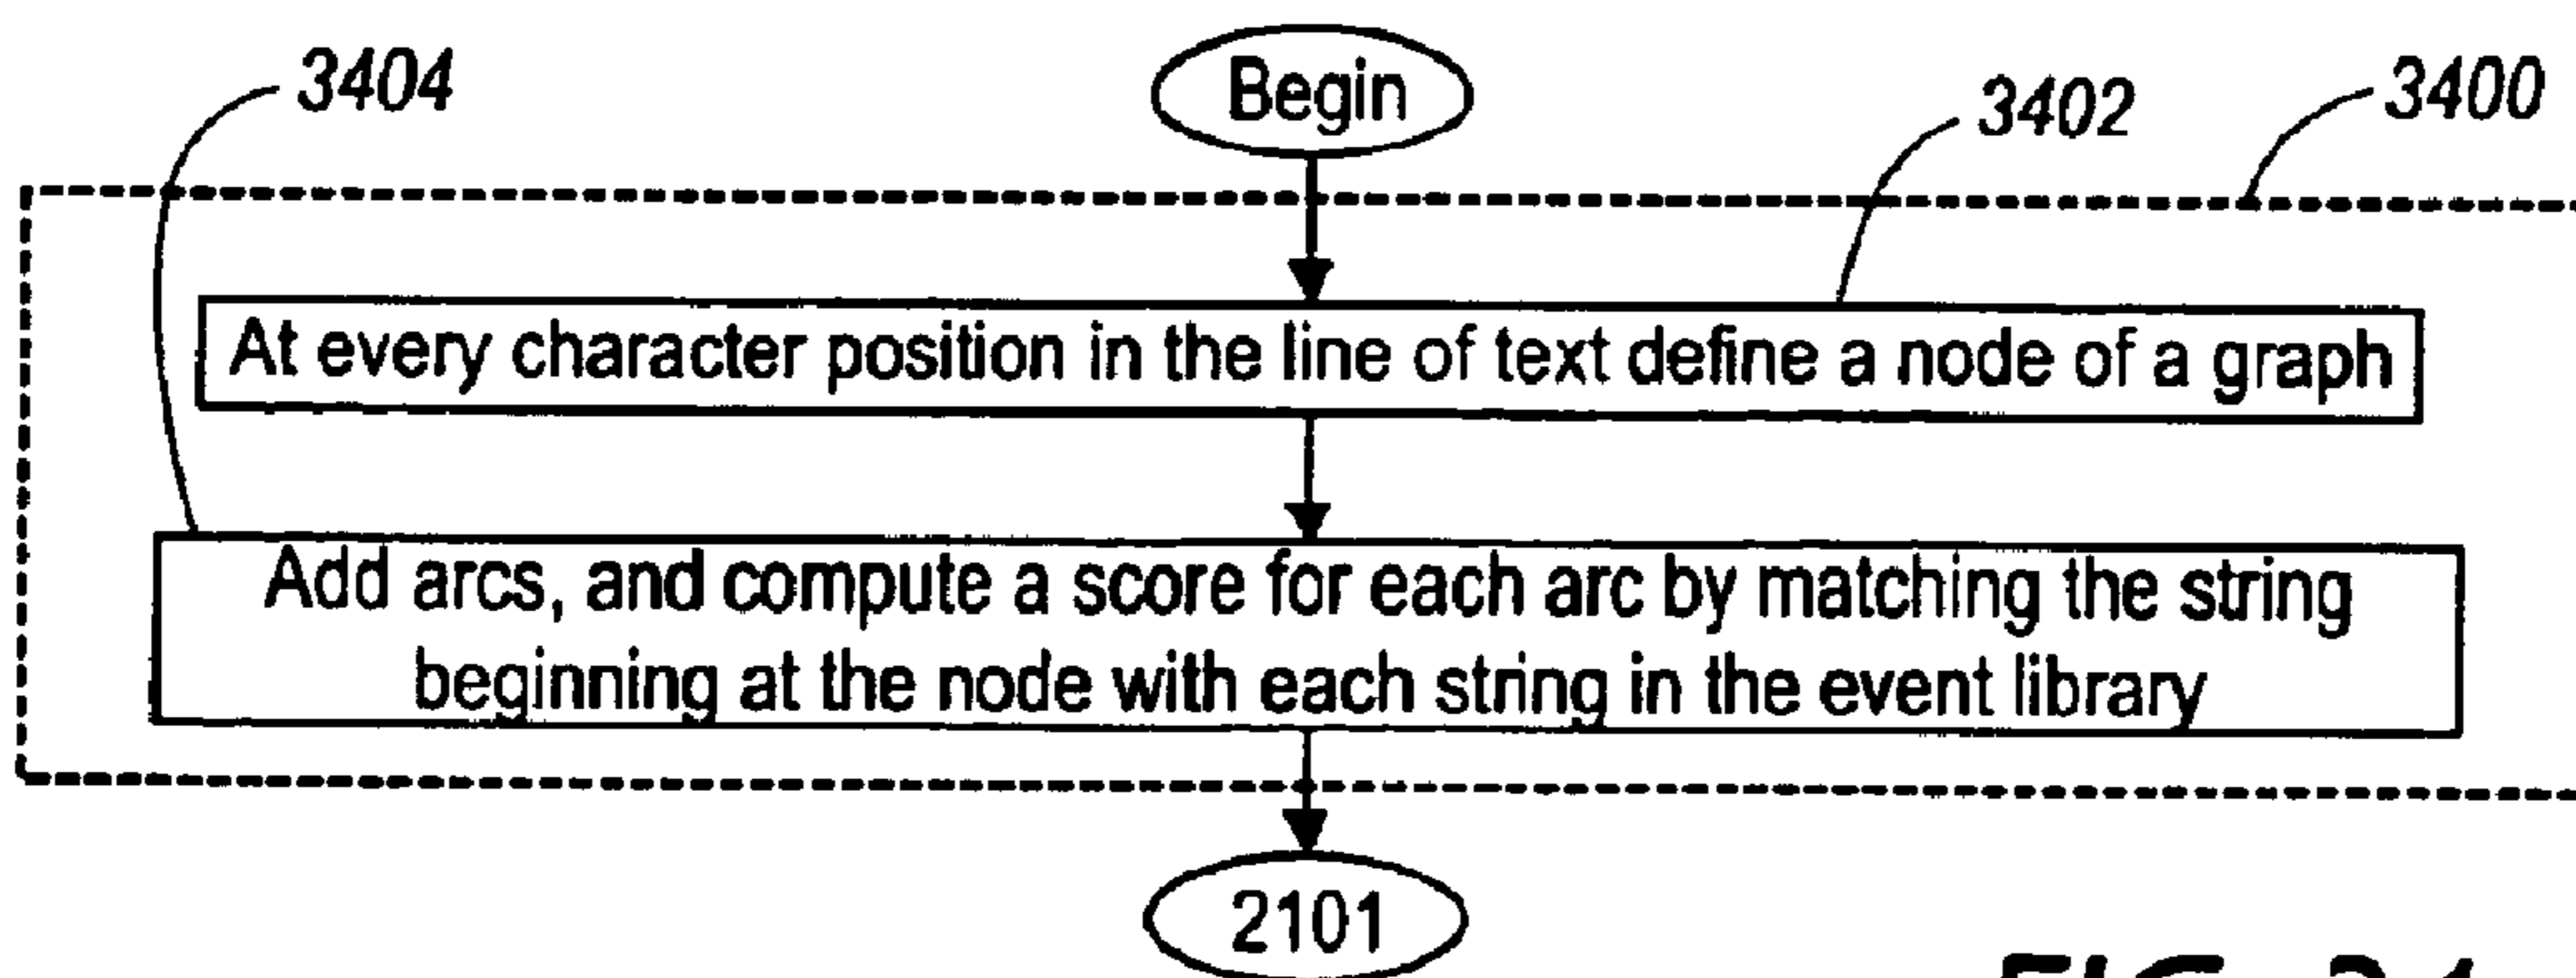 3404
Begin
3402
3400
At every character position in the line of text define a node of a graph
Add arcs, and compute a score for each arc by matching the string
beginning at the node with each string in the event library
2101